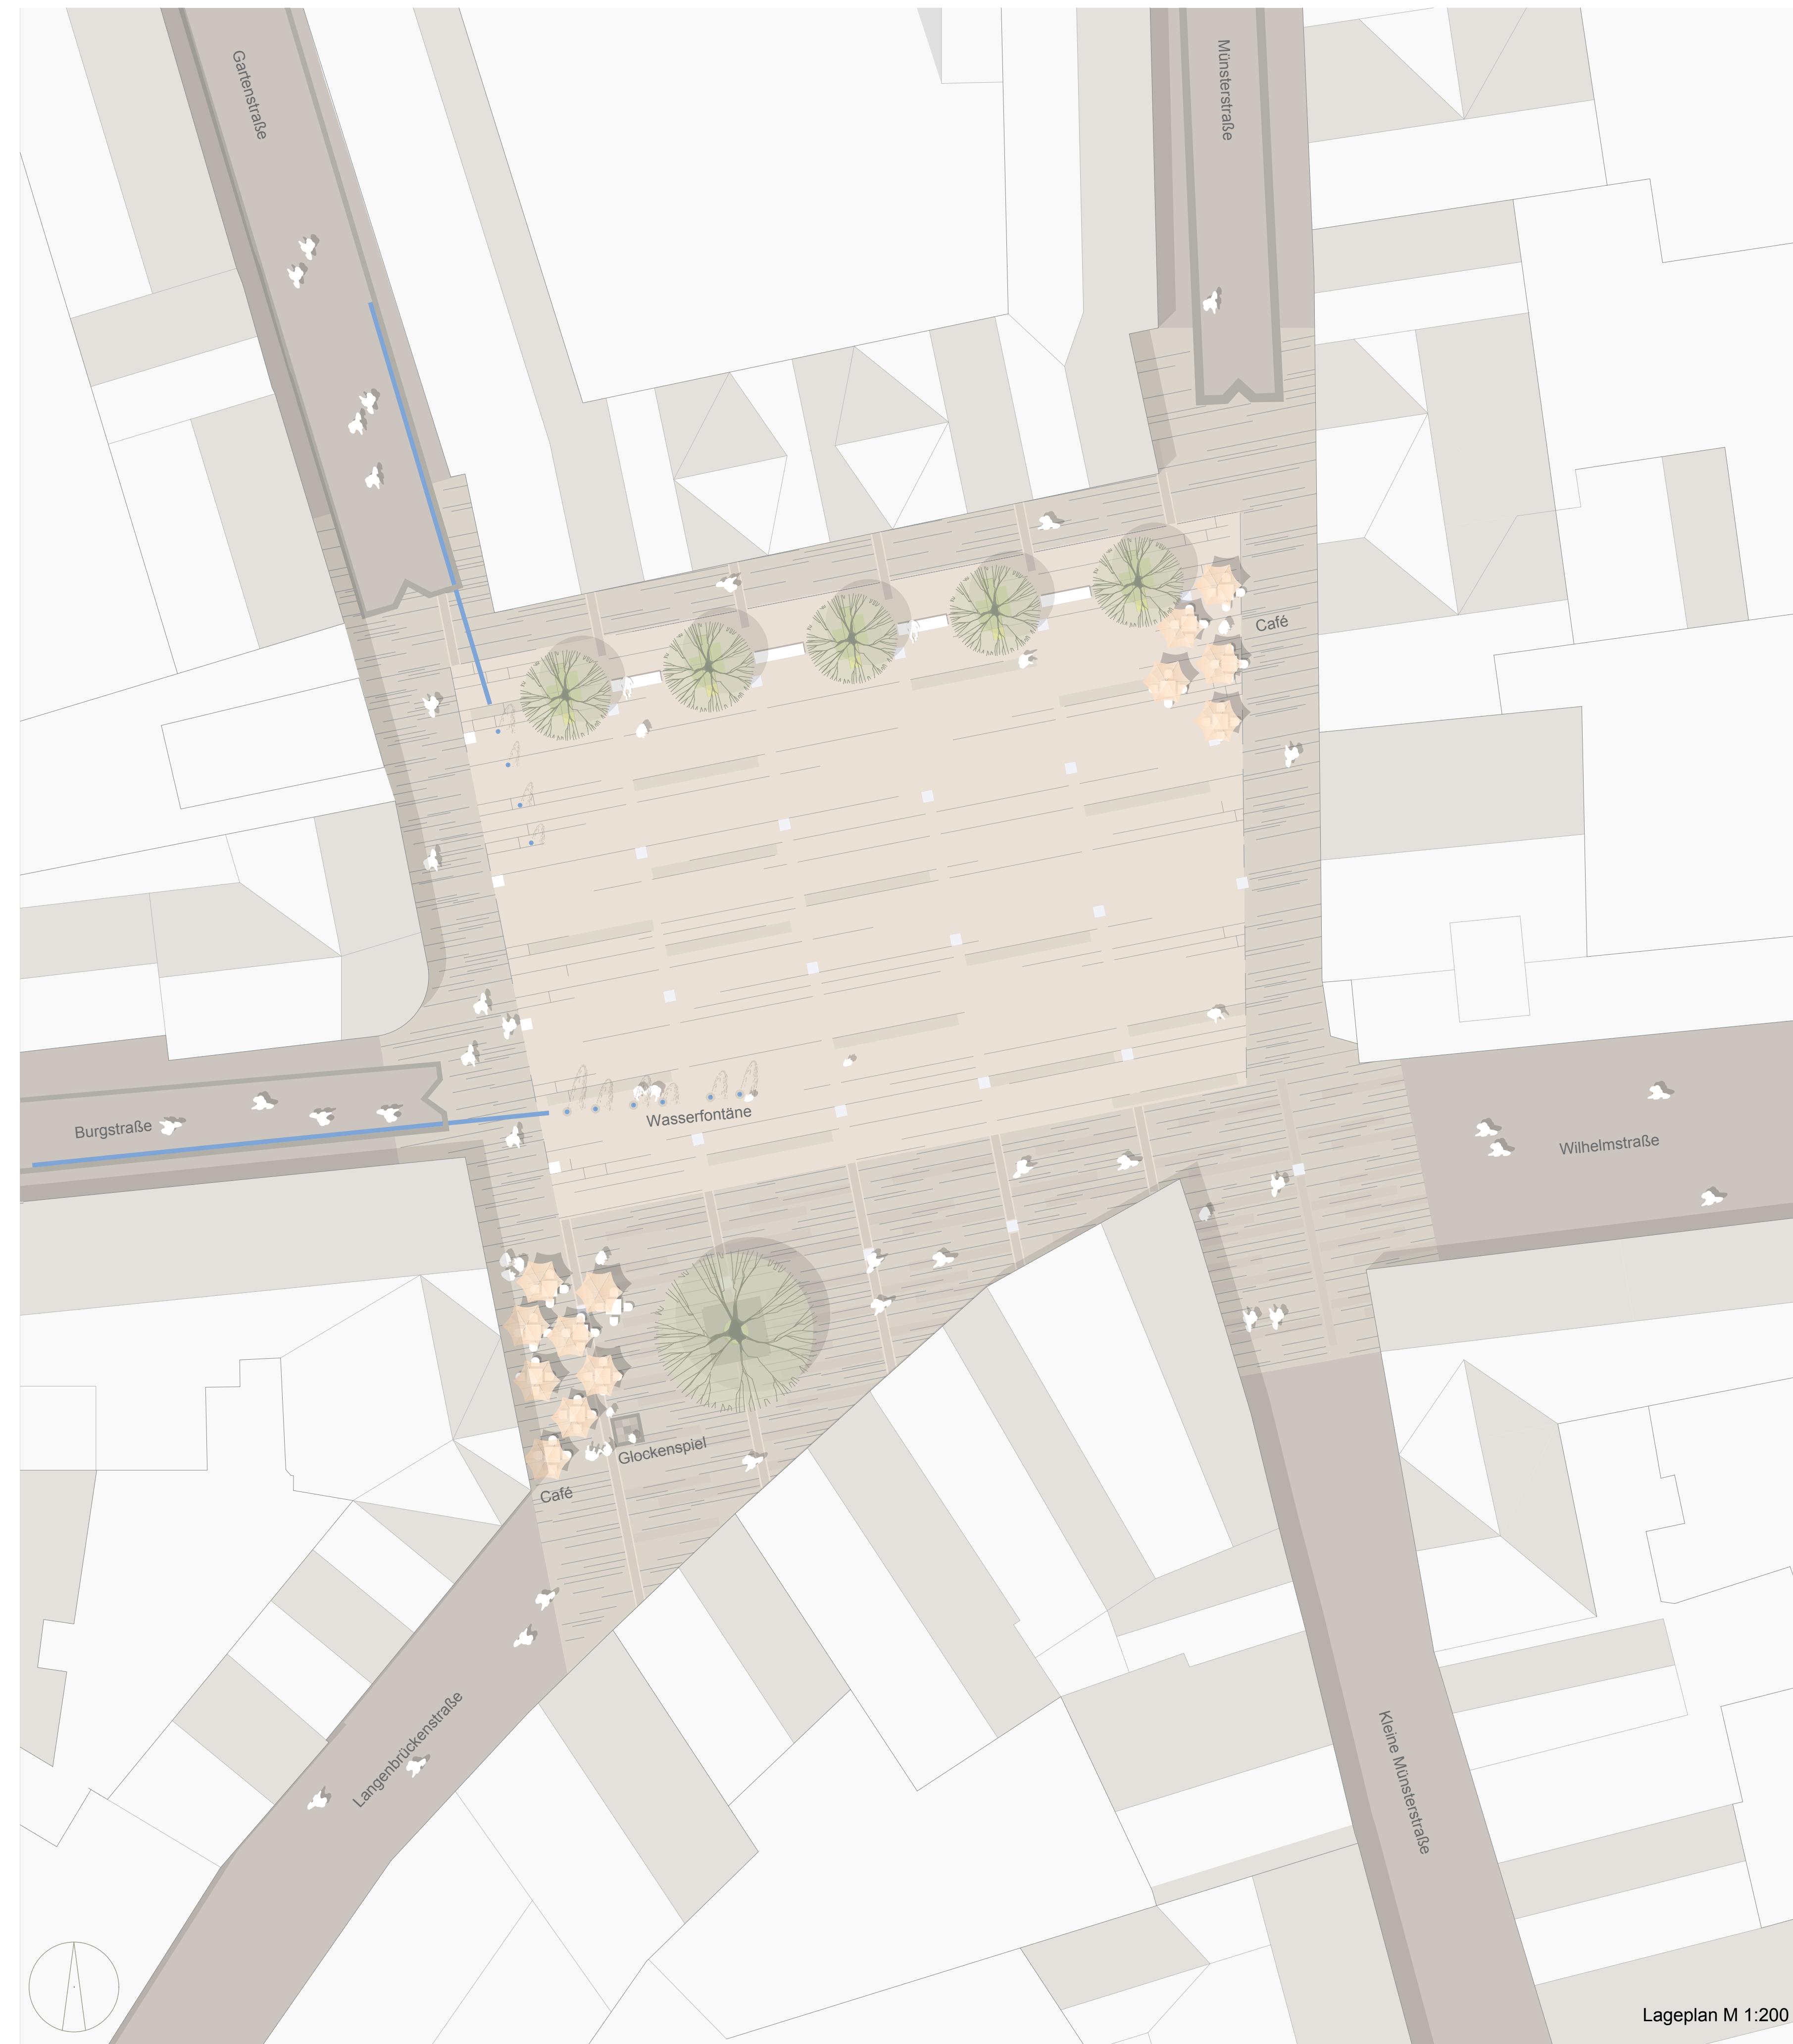 Gartenstraße
Münsterstraße
Café
Wasserfontäne
Burgstraße
Wilhelmstraße
Glockenspiel
Café
Langenbrückenstraße
Kleine Münsterstraße
Lageplan M 1:200